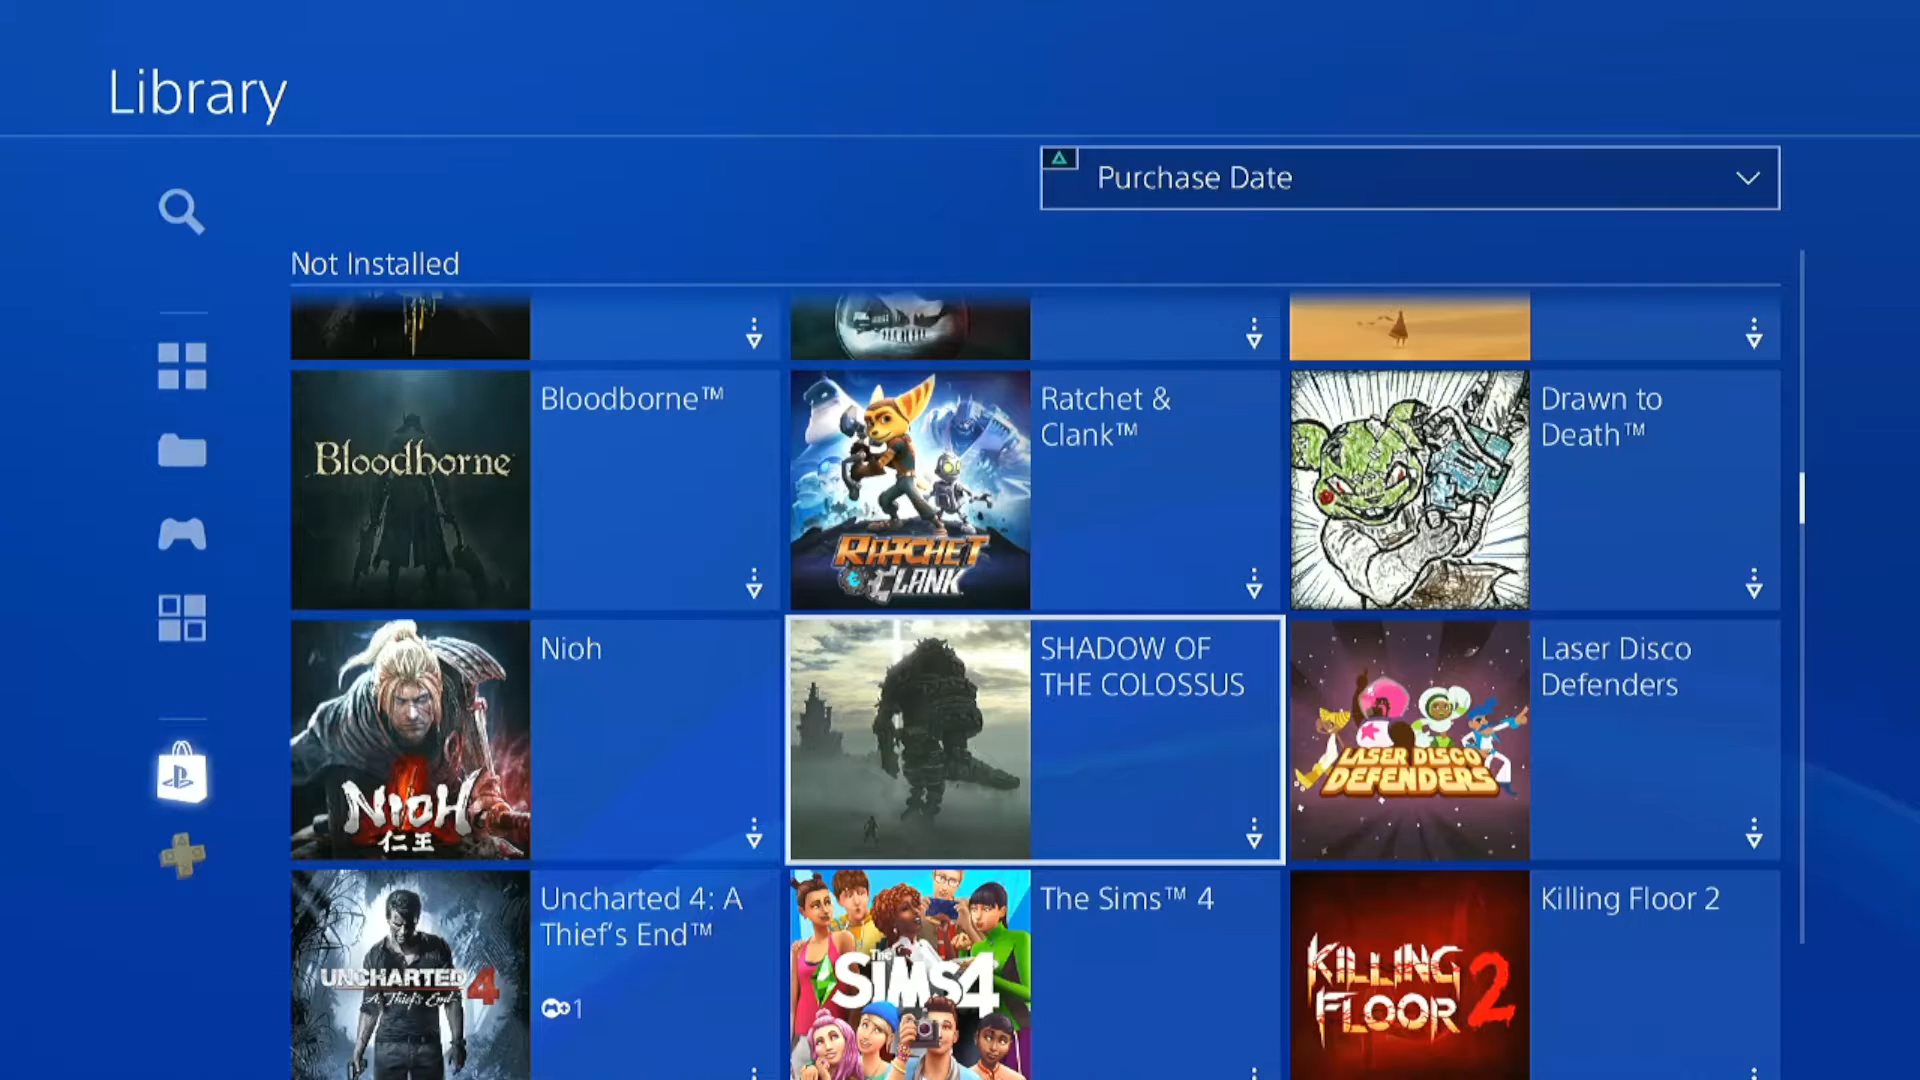 Library
Purchase Date
Not Installed
Bloodborne™
Bloodborne
Ratchet &
Clank™
RATCHET
& CLANK
Drawn to
Death™
Nioh
NIOH
仁王
SHADOW OF
THE COLOSSUS
Laser Disco
Defenders
LASER DISCO
DEFENDERS
Uncharted 4: A
Thief's End™
UNCHARTED 4
A Thief's End
1
The Sims™ 4
The
SIMS4
Killing Floor 2
KILLING
FLOOR 2